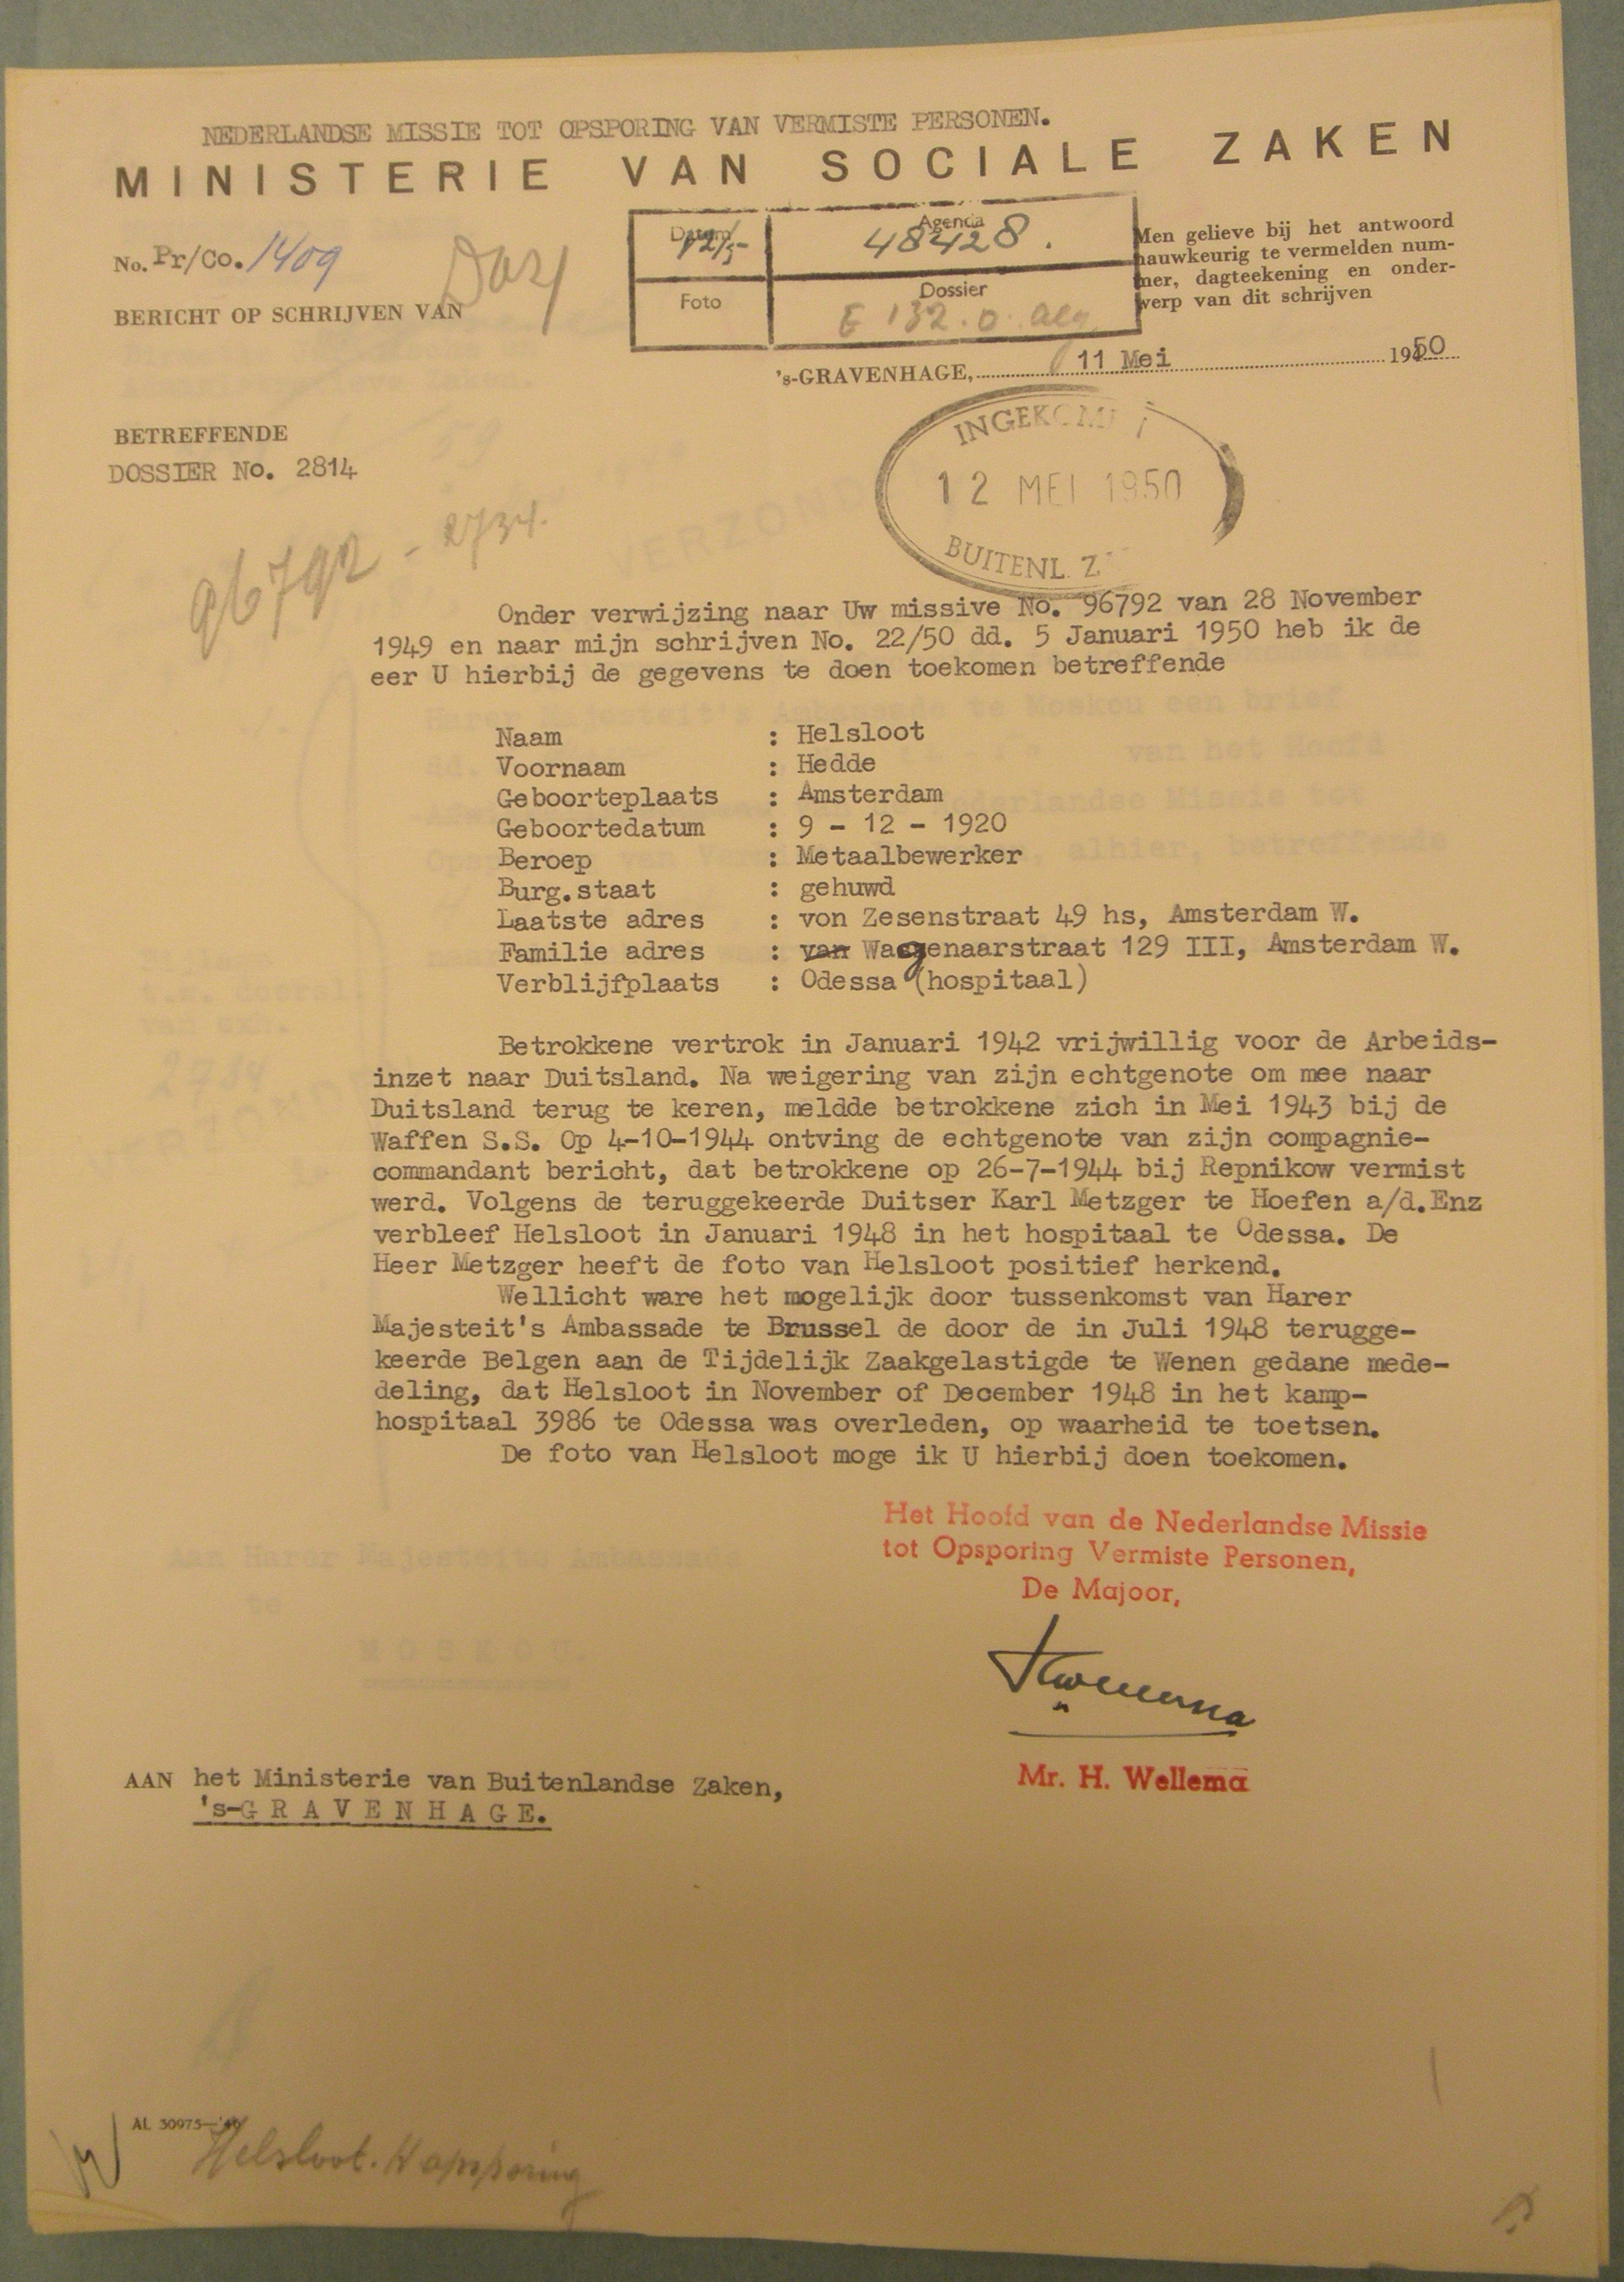 NEDERLANDSE MISSIE TOT OPSPORING VAN VERMISTE PERSONEN.
MINISTERIE VAN SOCIALE ZAKEN
No. Pr/Co. 1409
BERICHT OP SCHRIJVEN VAN
Datum 12/5-
Agenda
48428.
Foto
Dossier
E 132.0. alg
Men gelieve bij het antwoord
nauwkeurig te vermelden num-
mer, dagteekening en onder-
werp van dit schrijven
's-GRAVENHAGE, 11 Mei 1950
BETREFFENDE
DOSSIER No. 2814
INGEKOM
12 MEI 1950
BUITENL. Z
96792 - 2734.
Onder verwijzing naar Uw missive No. 96792 van 28 November
1949 en naar mijn schrijven No. 22/50 dd. 5 Januari 1950 heb ik de
eer U hierbij de gegevens te doen toekomen betreffende
Naam : Helsloot
Voornaam : Hedde
Geboorteplaats : Amsterdam
Geboortedatum : 9 - 12 - 1920
Beroep : Metaalbewerker
Burg.staat : gehuwd
Laatste adres : von Zesenstraat 49 hs, Amsterdam W.
Familie adres : van Wagenaarstraat 129 III, Amsterdam W.
Verblijfplaats : Odessa (hospitaal)
Betrokkene vertrok in Januari 1942 vrijwillig voor de Arbeids-
inzet naar Duitsland. Na weigering van zijn echtgenote om mee naar
Duitsland terug te keren, meldde betrokkene zich in Mei 1943 bij de
Waffen S.S. Op 4-10-1944 ontving de echtgenote van zijn compagnie-
commandant bericht, dat betrokkene op 26-7-1944 bij Repnikow vermist
werd. Volgens de teruggekeerde Duitser Karl Metzger te Hoefen a/d.Enz
verbleef Helsloot in Januari 1948 in het hospitaal te Odessa. De
Heer Metzger heeft de foto van Helsloot positief herkend.
Wellicht ware het mogelijk door tussenkomst van Harer
Majesteit's Ambassade te Brussel de door de in Juli 1948 terugge-
keerde Belgen aan de Tijdelijk Zaakgelastigde te Wenen gedane mede-
deling, dat Helsloot in November of December 1948 in het kamp-
hospitaal 3986 te Odessa was overleden, op waarheid te toetsen.
De foto van Helsloot moge ik U hierbij doen toekomen.
Het Hoofd van de Nederlandse Missie
tot Opsporing Vermiste Personen,
De Majoor,
Mr. H. Wellema
AAN het Ministerie van Buitenlandse Zaken,
's-GRAVENHAGE.
AL 30975-'46
Helsloot. H opsporing